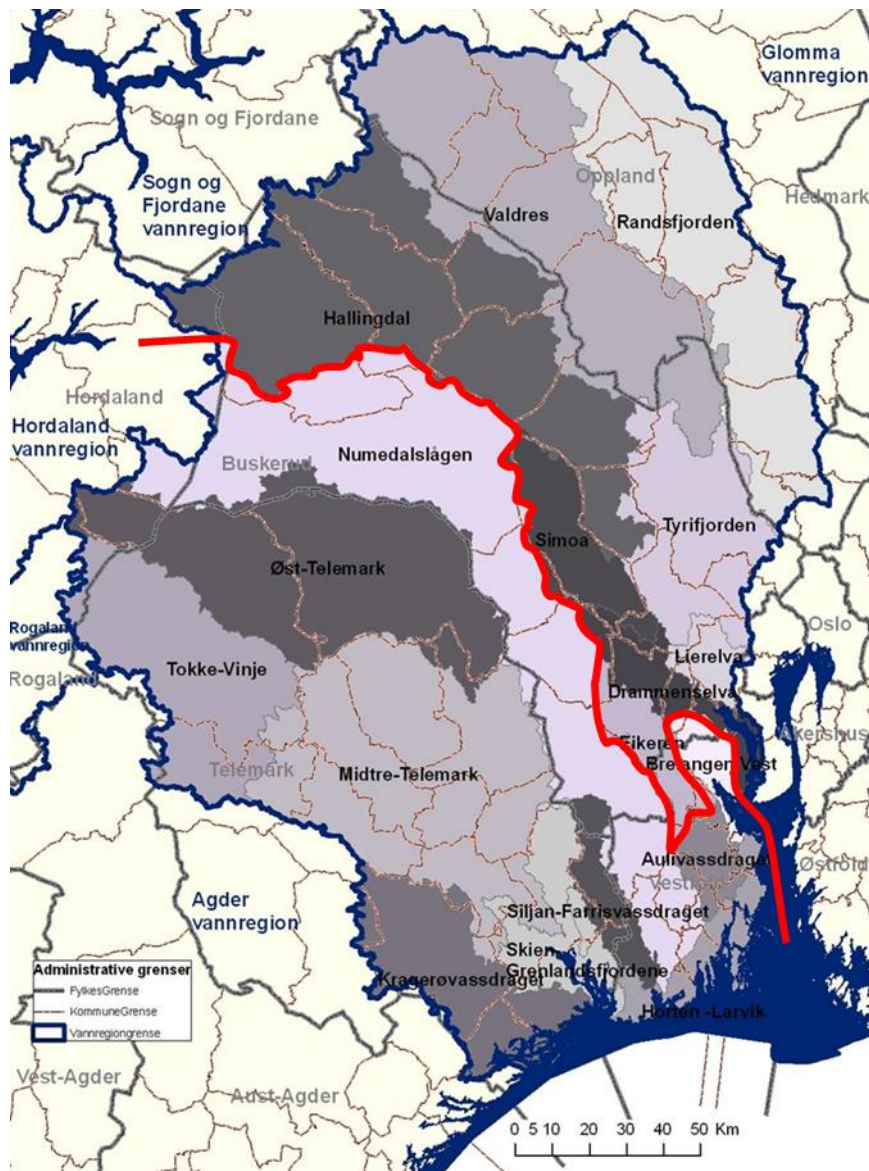 Glomma
vannregion
Sogn og Fjordane
Sogn og
Fjordane
vannregion
Oppland
Hedmark
Valdres
Randsfjorden
Hallingdal
Hordaland
Hordaland
vannregion
Buskerud
Numedalslågen
Tyrifjorden
Simoa
Øst-Telemark
Oslo
Rogaland
vannregion
Rogaland
Tokke-Vinje
Lierelva
Drammenselva
Akershus
Eikeren
Breiangen Vest
Telemark
Midtre-Telemark
Aulivassdraget
Vestfold
Østfold
Agder
vannregion
Siljan-Farrisvassdraget
Skien-
Grenlandsfjordene
Kragerøvassdraget
Horten -Larvik
Administrative grenser
FylkesGrense
KommuneGrense
Vannregiongrense
Vest-Agder
Aust-Agder
0 5 10 20 30 40 50 Km